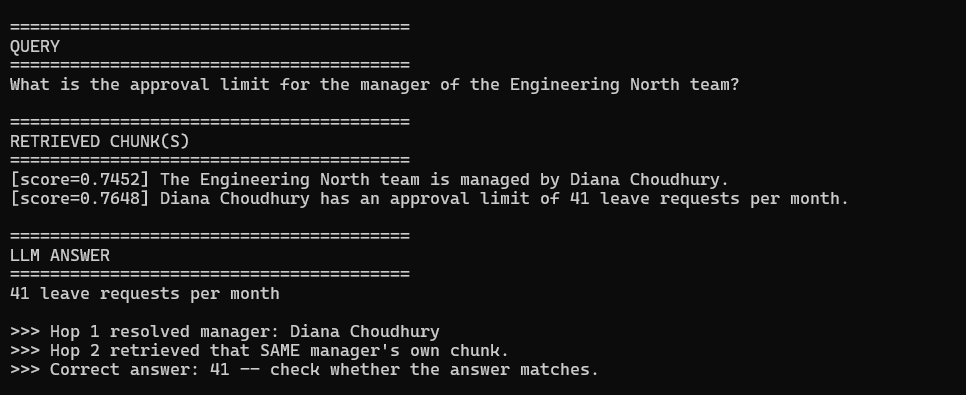 ========================================
QUERY
========================================
What is the approval limit for the manager of the Engineering North team?
========================================
RETRIEVED CHUNK(S)
========================================
[score=0.7452] The Engineering North team is managed by Diana Choudhury.
[score=0.7648] Diana Choudhury has an approval limit of 41 leave requests per month.
========================================
LLM ANSWER
========================================
41 leave requests per month
>>> Hop 1 resolved manager: Diana Choudhury
>>> Hop 2 retrieved that SAME manager's own chunk.
>>> Correct answer: 41 -- check whether the answer matches.